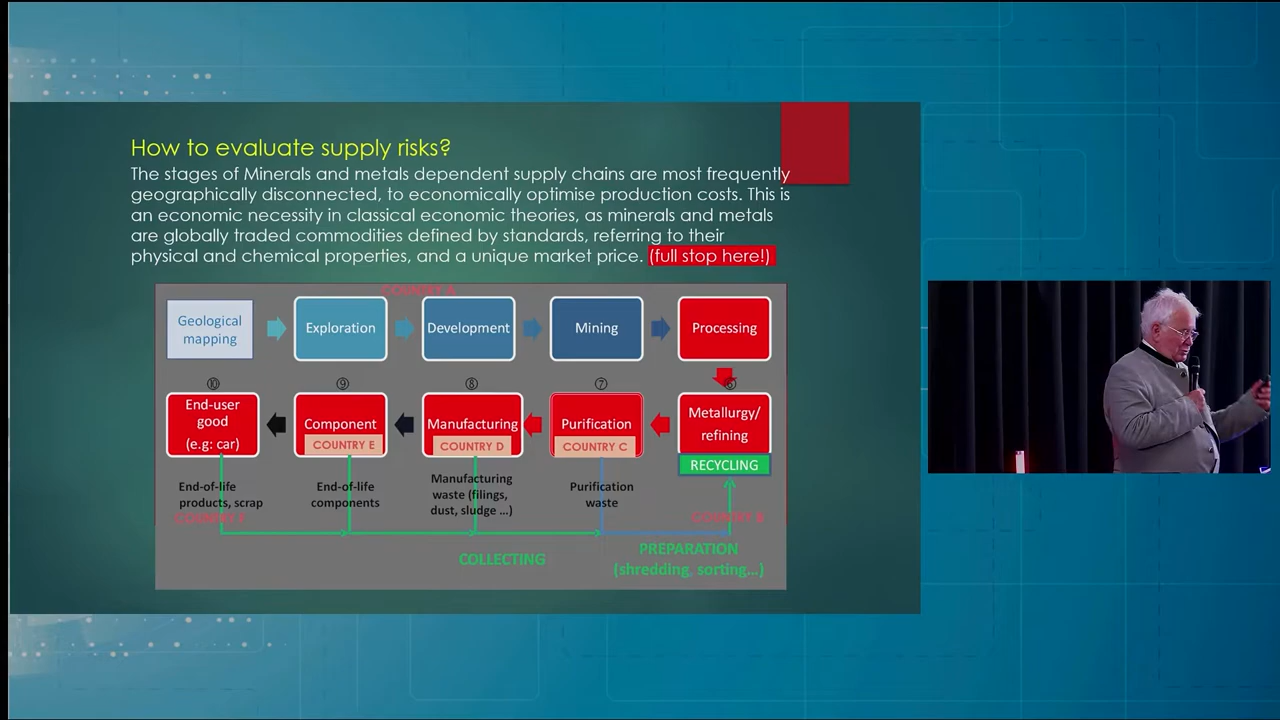 How to evaluate supply risks?
The stages of Minerals and metals dependent supply chains are most frequently
geographically disconnected, to economically optimise production costs. This is
an economic necessity in classical economic theories, as minerals and metals
are globally traded commodities defined by standards, referring to their
physical and chemical properties, and a unique market price. (full stop here!)
COUNTRY A
Geological
mapping
Exploration
Development
Mining
Processing
⑩
⑨
⑧
⑦
⑥
End-user
good
(e.g: car)
Component
COUNTRY E
Manufacturing
COUNTRY D
Purification
COUNTRY C
Metallurgy/
refining
RECYCLING
End-of-life
products, scrap
End-of-life
components
Manufacturing
waste (filings,
dust, sludge ...)
Purification
waste
COUNTRY F
COUNTRY B
COLLECTING
PREPARATION
(shredding, sorting...)